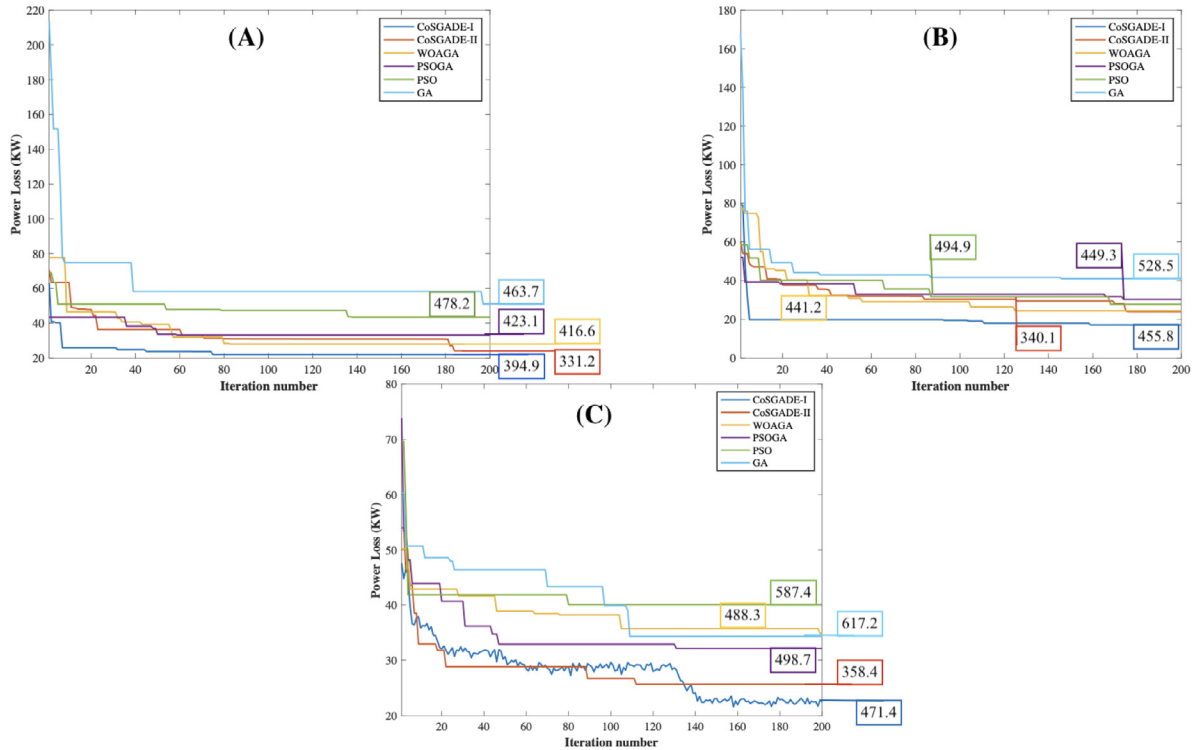 (A)
CoSGADE-I
CoSGADE-II
WOAGA
PSOGA
PSO
GA
Power Loss (KW)
220
200
180
160
140
120
100
80
60
40
20
20 40 60 80 100 120 140 160 180 200
Iteration number
478.2
463.7
423.1
416.6
394.9
331.2
(B)
CoSGADE-I
CoSGADE-II
WOAGA
PSOGA
PSO
GA
Power Loss (KW)
180
160
140
120
100
80
60
40
20
0
20 40 60 80 100 120 140 160 180 200
Iteration number
494.9
449.3
528.5
441.2
340.1
455.8
(C)
CoSGADE-I
CoSGADE-II
WOAGA
PSOGA
PSO
GA
Power Loss (KW)
70
60
50
40
30
20
20 40 60 80 100 120 140 160 180 200
Iteration number
587.4
488.3
617.2
498.7
358.4
471.4